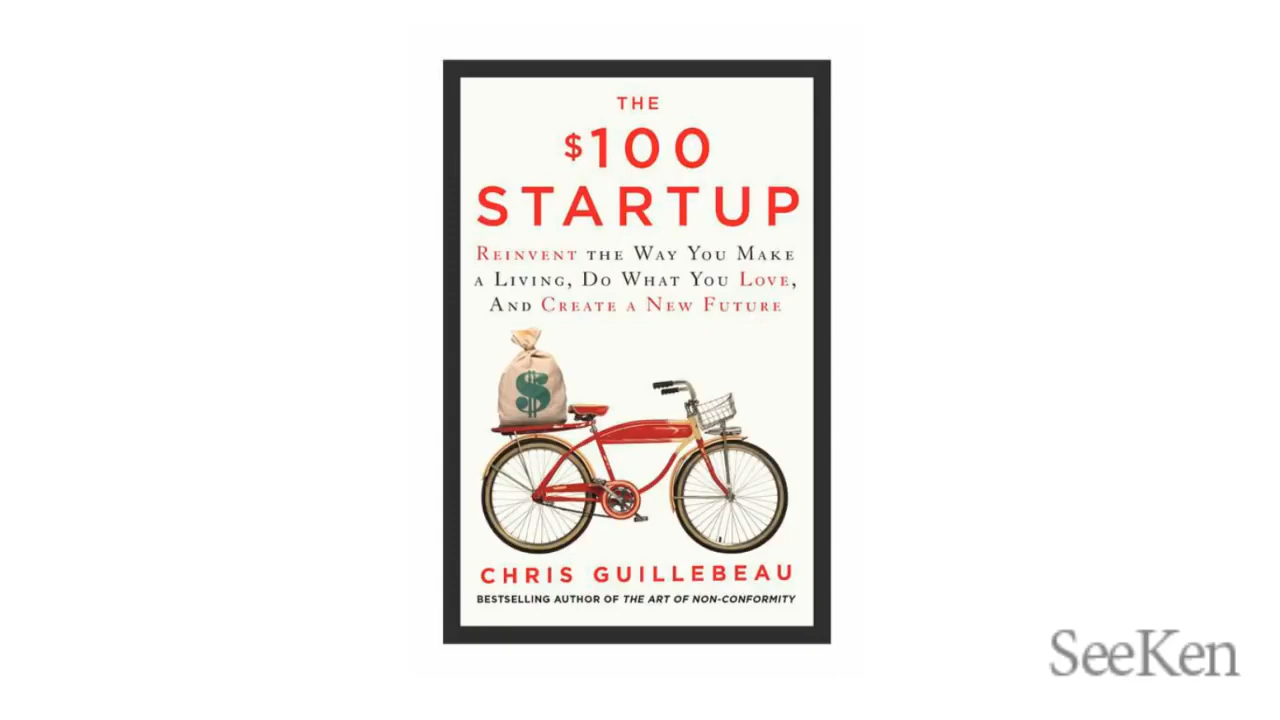 THE
$100
STARTUP
REINVENT THE WAY YOU MAKE
A LIVING, DO WHAT YOU LOVE,
AND CREATE A NEW FUTURE
$
CHRIS GUILLEBEAU
BESTSELLING AUTHOR OF THE ART OF NON-CONFORMITY
SeeKen